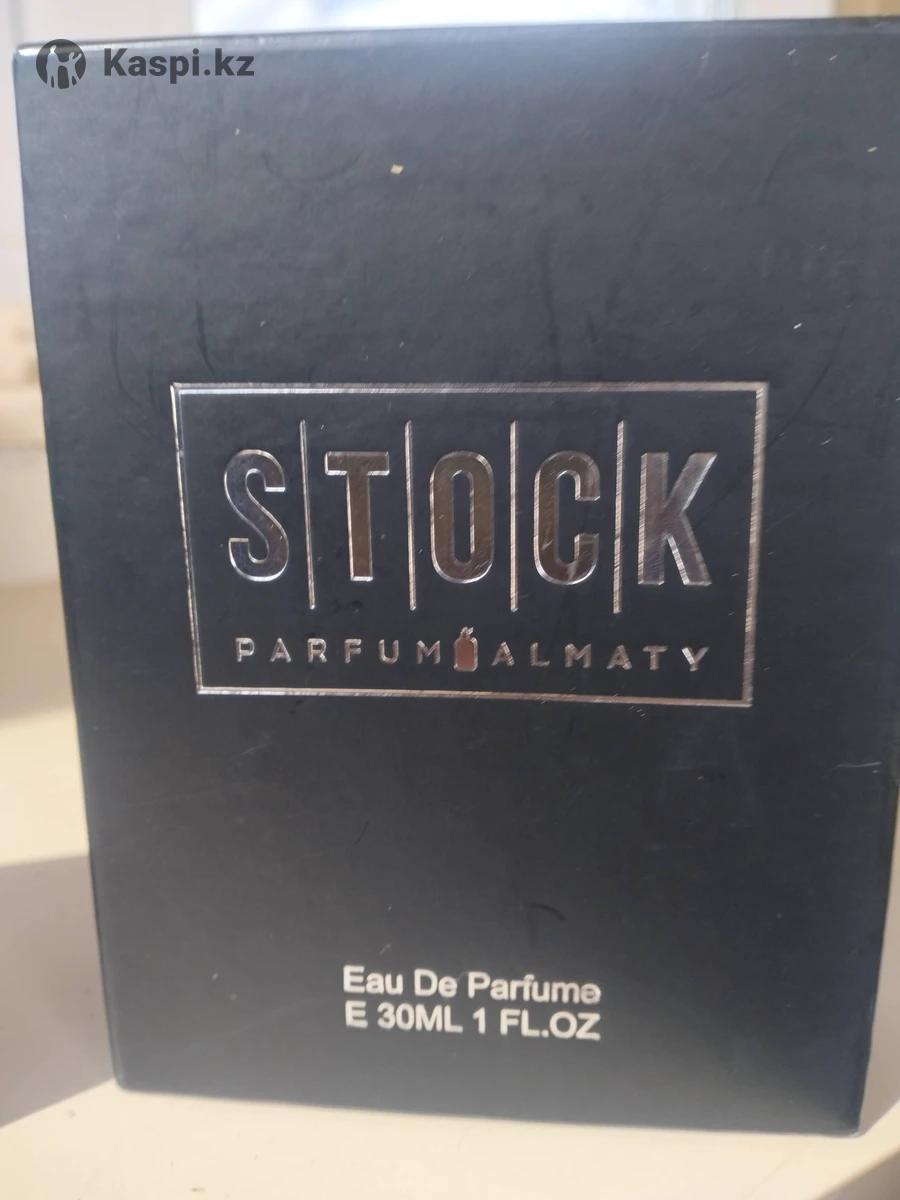 Kaspi.kz
STOCK
PARFUM ALMATY
Eau De Parfume
E 30ML 1 FL.OZ